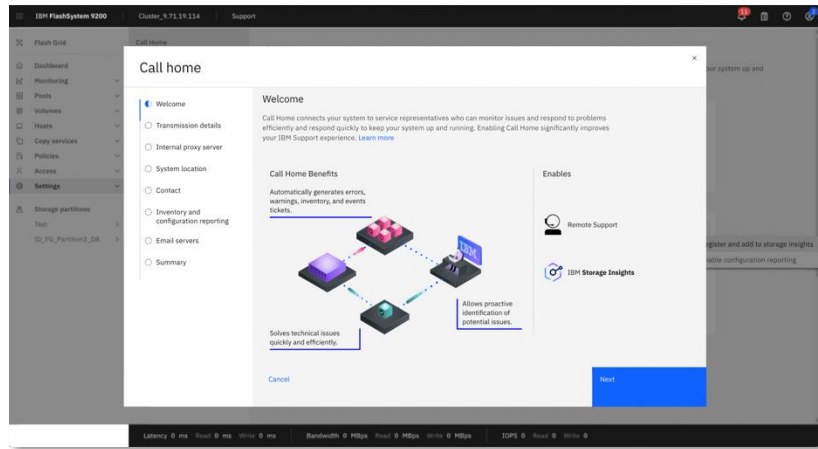 IBM FlashSystem 9200
Cluster_9.71.19.114
Support
11
2
Flash Grid
Dashboard
Monitoring
Pools
Volumes
Hosts
Copy services
Policies
Access
Settings
Storage partitions
Test
ID_FG_Partition3_DR
Call Home
our system up and
egister and add to storage insights
nable configuration reporting
Call home
Welcome
Transmission details
Internal proxy server
System location
Contact
Inventory and
configuration reporting
Email servers
Summary
Welcome
Call Home connects your system to service representatives who can monitor issues and respond to problems
efficiently and respond quickly to keep your system up and running. Enabling Call Home significantly improves
your IBM Support experience. Learn more
Call Home Benefits
Automatically generates errors,
warnings, inventory, and events
tickets.
IBM
Allows proactive
identification of
potential issues.
Solves technical issues
quickly and efficiently.
Enables
Remote Support
IBM Storage Insights
Cancel
Next
Latency 0 ms Read 0 ms Write 0 ms
Bandwidth 0 MBps Read 0 MBps Write 0 MBps
IOPS 0 Read 0 Write 0